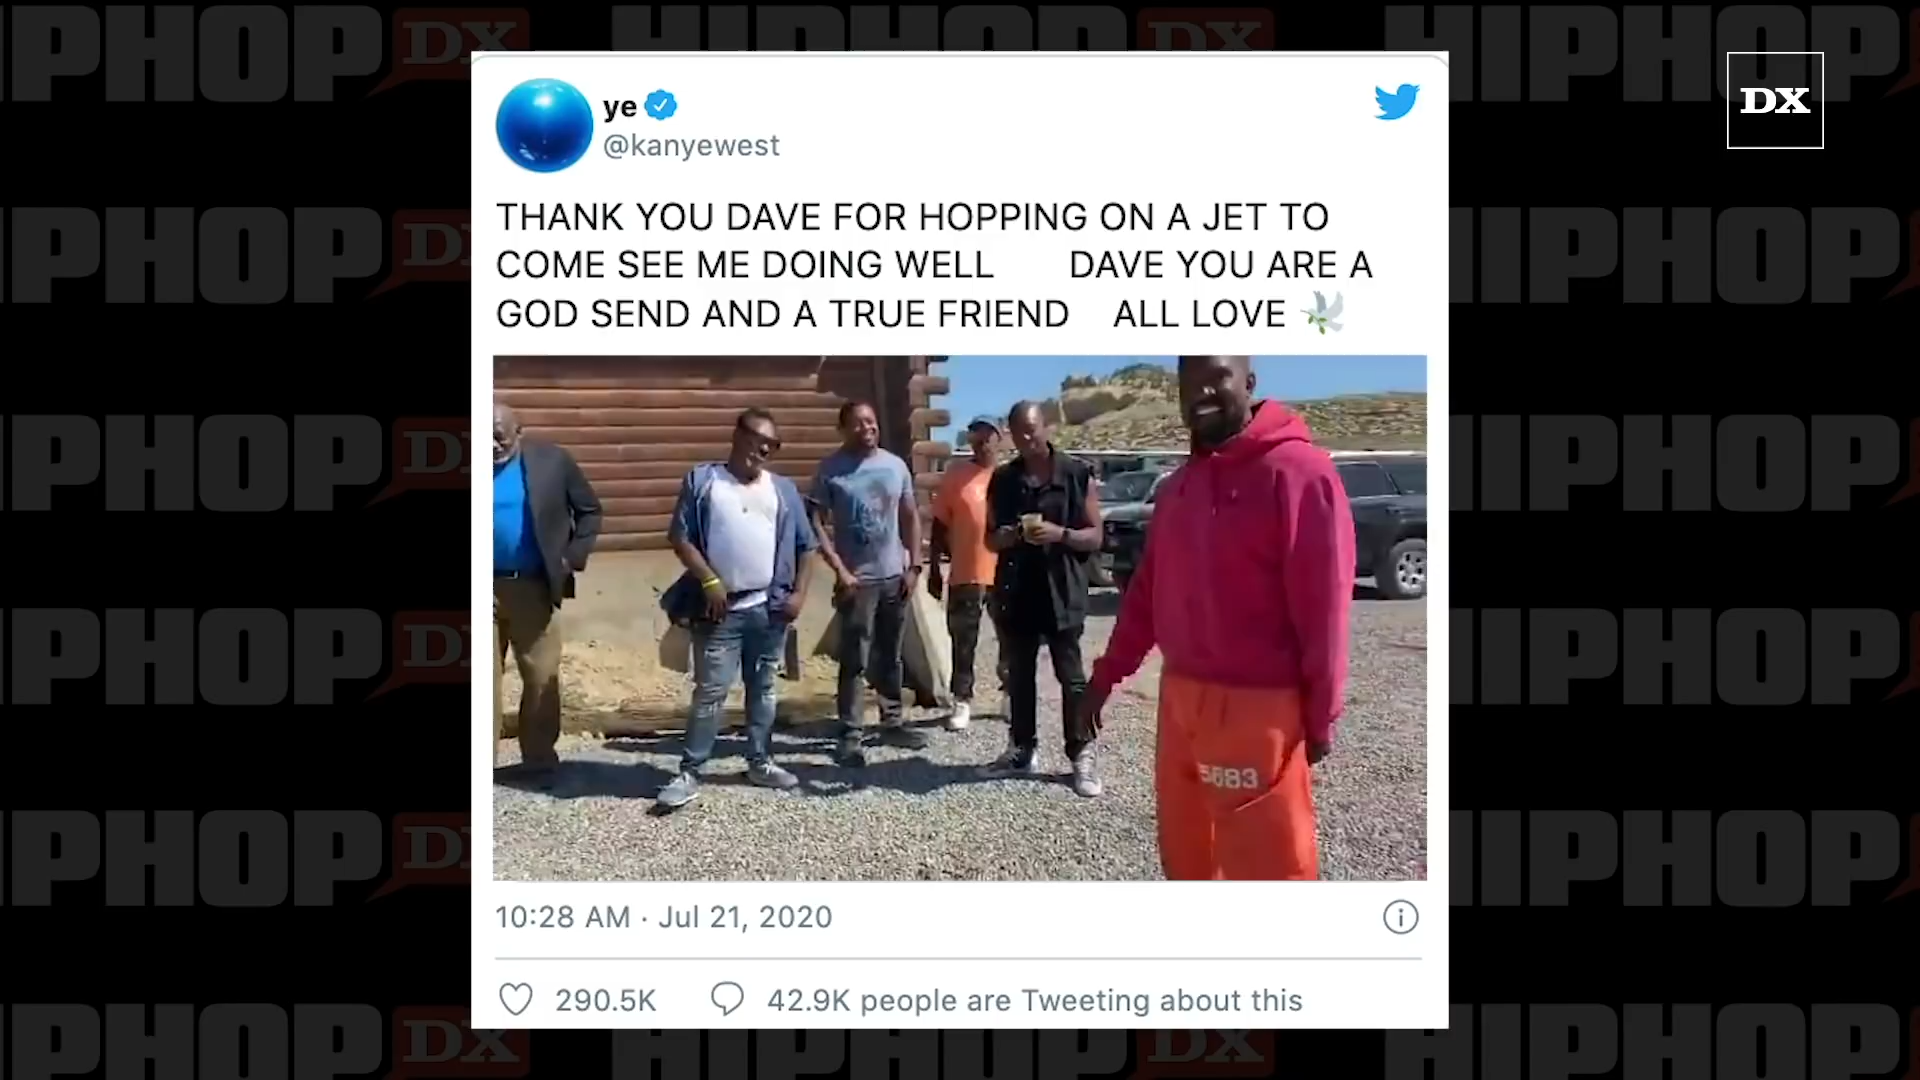 HIPHOPDX
DX
ye
@kanyewest
THANK YOU DAVE FOR HOPPING ON A JET TO
COME SEE ME DOING WELL DAVE YOU ARE A
GOD SEND AND A TRUE FRIEND ALL LOVE 🕊
5683
10:28 AM · Jul 21, 2020
290.5K
42.9K people are Tweeting about this